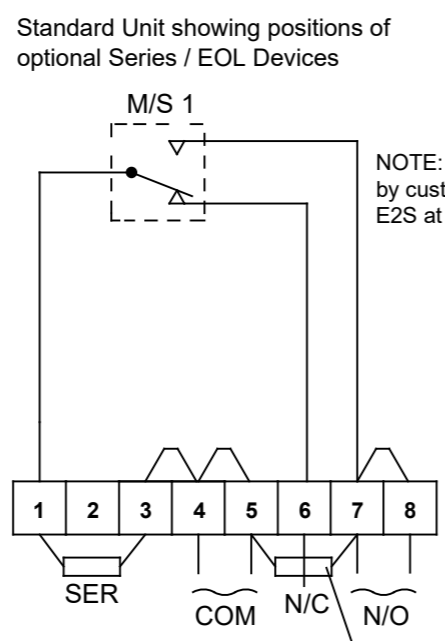 Standard Unit showing positions of
optional Series / EOL Devices
M/S 1
NOTE:
by cust
E2S at
1 2 3 4 5 6 7 8
SER
COM
N/C
N/O